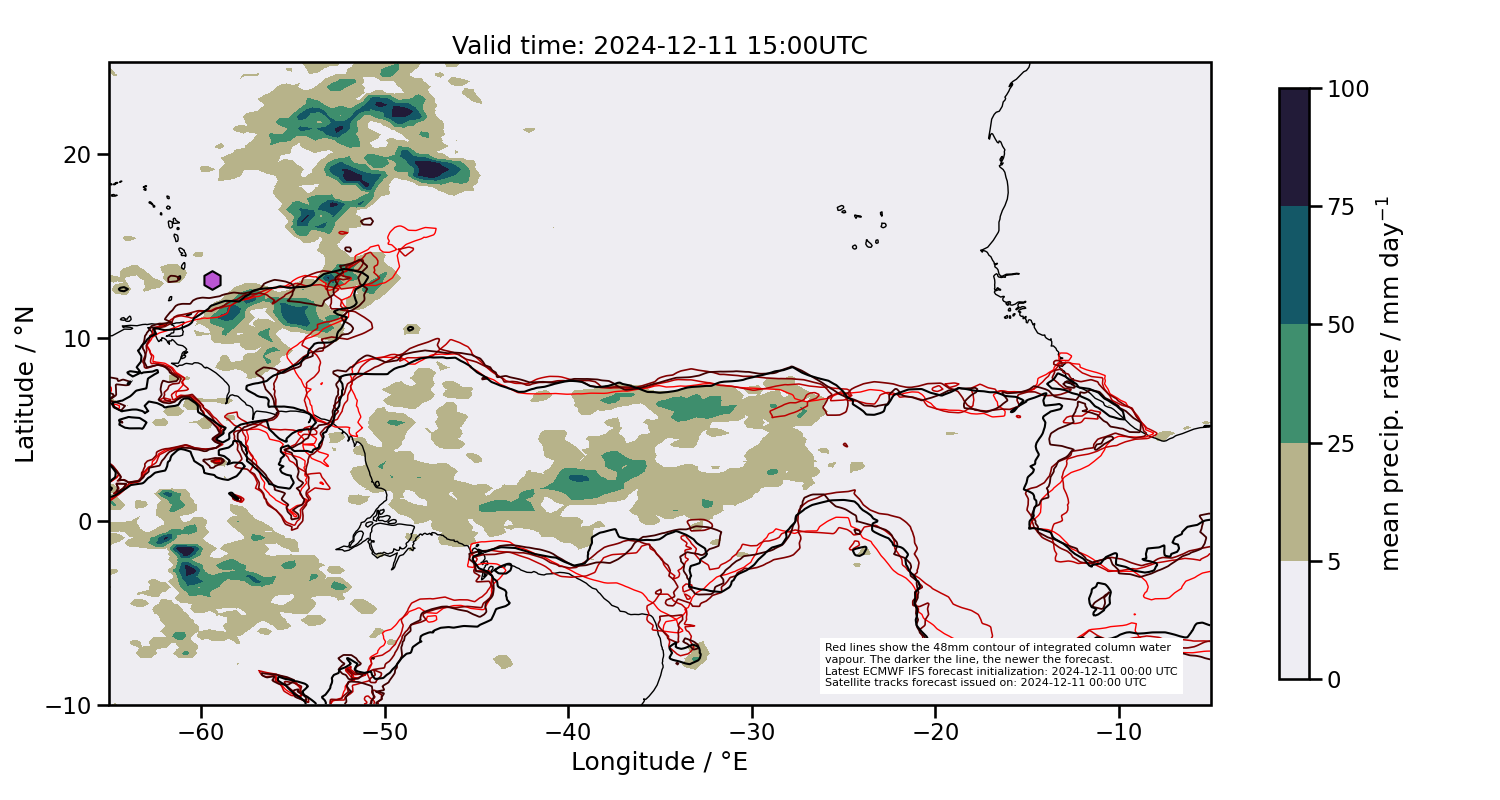 Valid time: 2024-12-11 15:00UTC
Latitude / °N
20
10
0
−10
−60
−50
−40
−30
−20
−10
Longitude / °E
Red lines show the 48mm contour of integrated column water
vapour. The darker the line, the newer the forecast.
Latest ECMWF IFS forecast initialization: 2024-12-11 00:00 UTC
Satellite tracks forecast issued on: 2024-12-11 00:00 UTC
100
75
50
25
5
0
mean precip. rate / mm day⁻¹